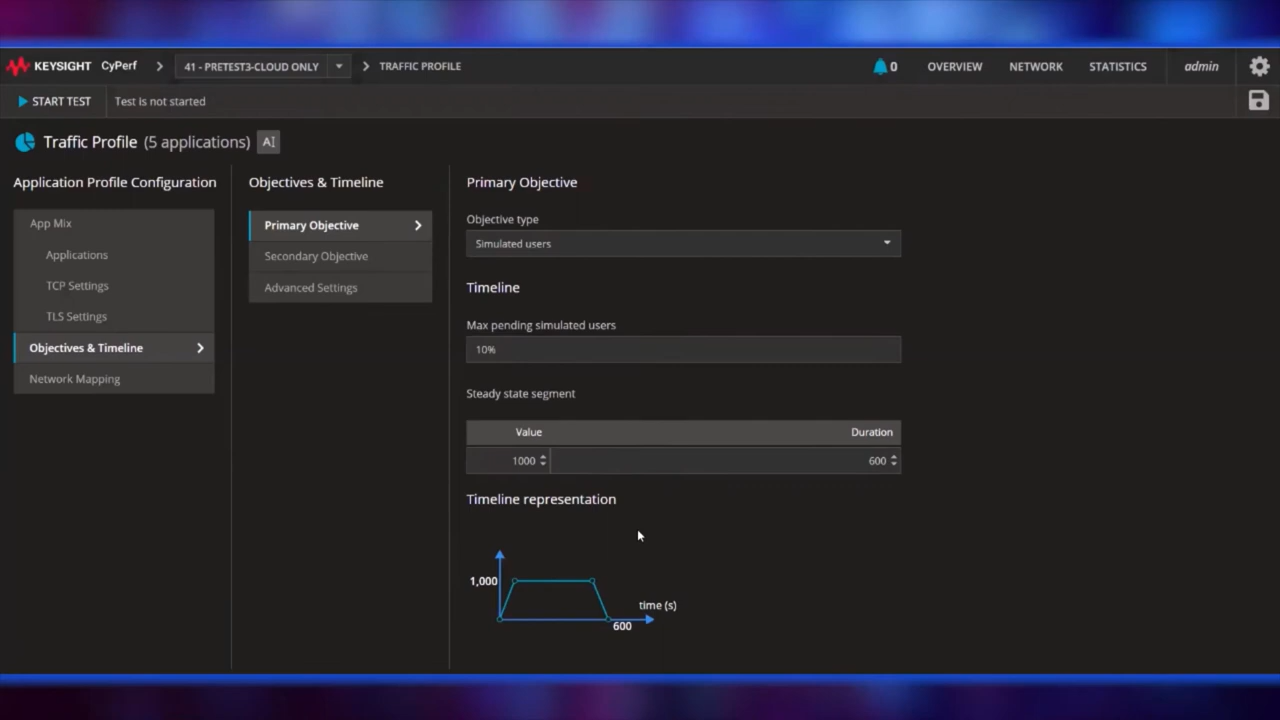 KEYSIGHT CyPerf 41 - PRETEST3-CLOUD ONLY TRAFFIC PROFILE 0 OVERVIEW NETWORK STATISTICS admin
START TEST Test is not started
Traffic Profile (5 applications) A
Application Profile Configuration
App Mix
Applications
TCP Settings
TLS Settings
Objectives & Timeline
Network Mapping
Objectives & Timeline
Primary Objective
Secondary Objective
Advanced Settings
Primary Objective
Objective type
Simulated users
Timeline
Max pending simulated users
10%
Steady state segment
Value Duration
1000 600
Timeline representation
1,000
time (s)
600